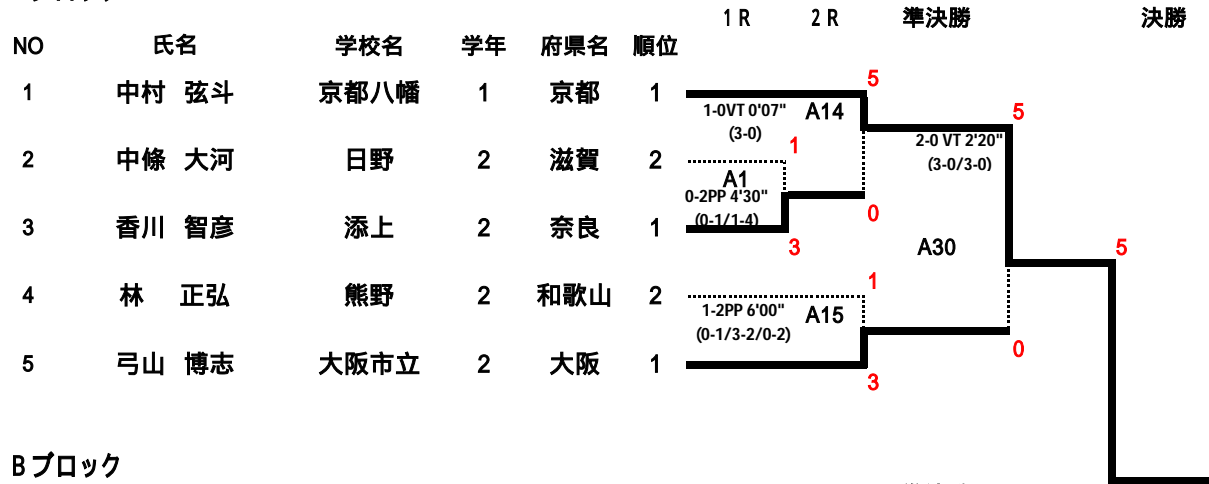 1R 2R 準決勝 決勝
NO 氏名 学校名 学年 府県名 順位
1 中村 弦斗 京都八幡 1 京都 1 5
1-0VT 0'07" A14 5
(3-0) 1 2-0 VT 2'20"
2 中條 大河 日野 2 滋賀 2 (3-0/3-0)
A1
0-2PP 4'30"
(0-1/1-4) 0
3 香川 智彦 添上 2 奈良 1
3 A30 5
1
4 林 正弘 熊野 2 和歌山 2
1-2PP 6'00" A15
(0-1/3-2/0-2) 0
5 弓山 博志 大阪市立 2 大阪 1
3
Bブロック